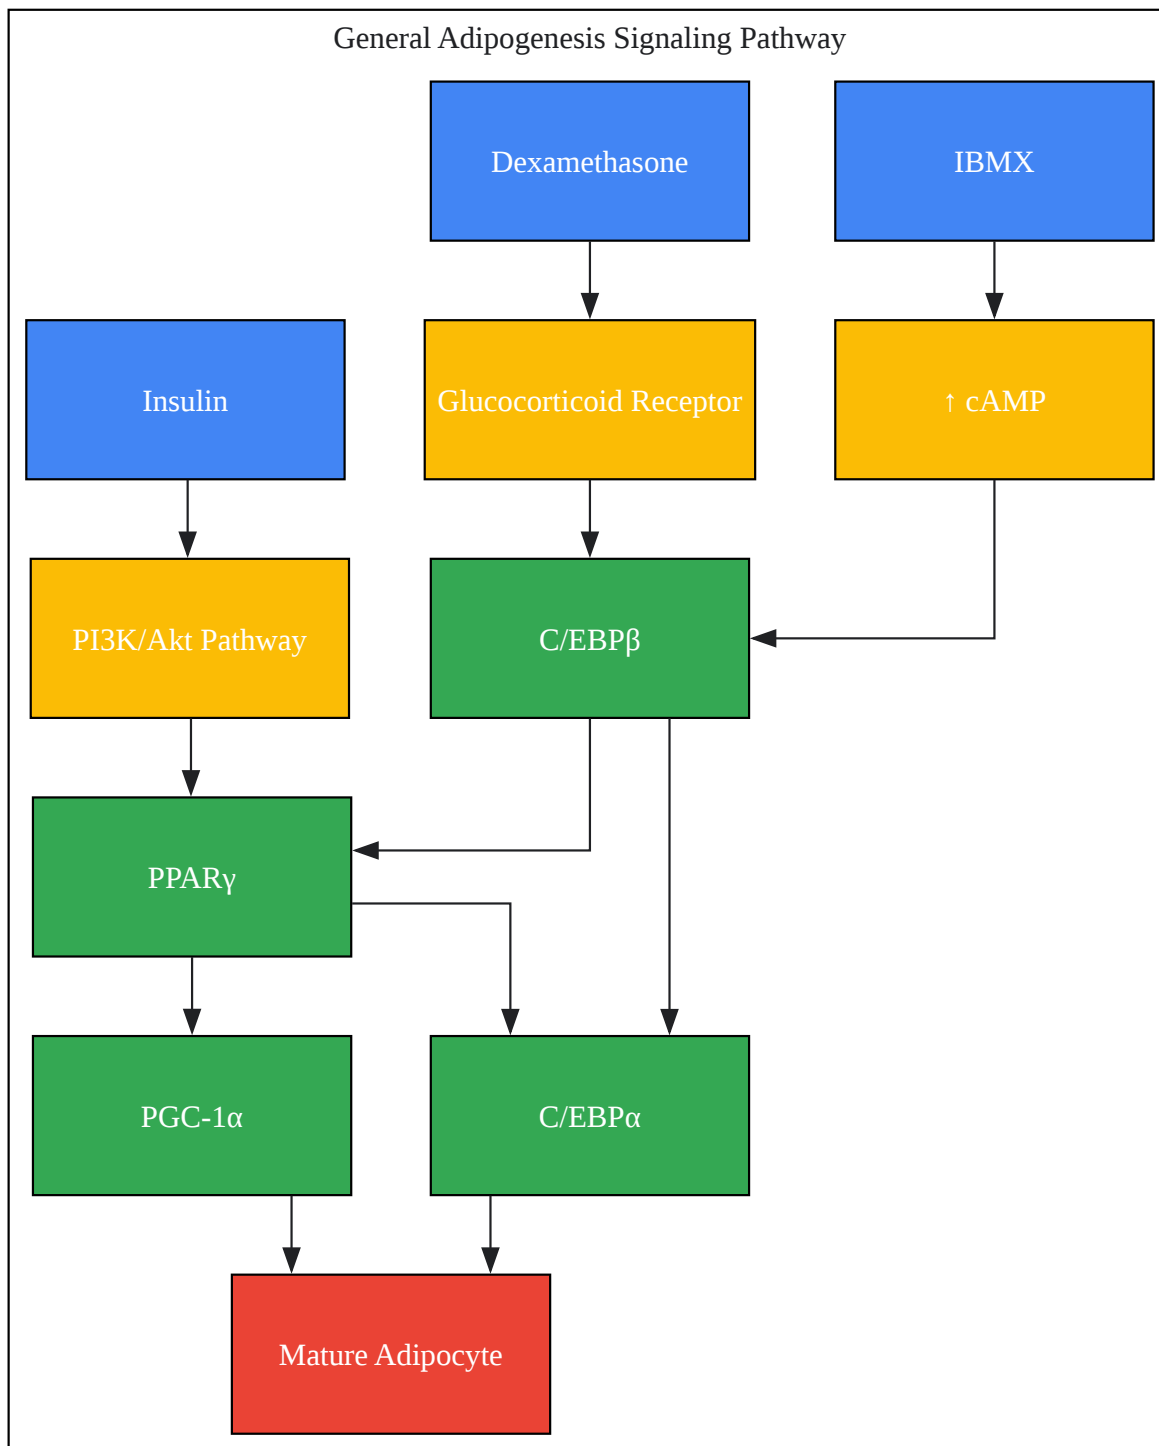 General Adipogenesis Signaling Pathway
Dexamethasone
IBMX
Insulin
Glucocorticoid Receptor
↑ cAMP
PI3K/Akt Pathway
C/EBPβ
PPARγ
PGC-1α
C/EBPα
Mature Adipocyte